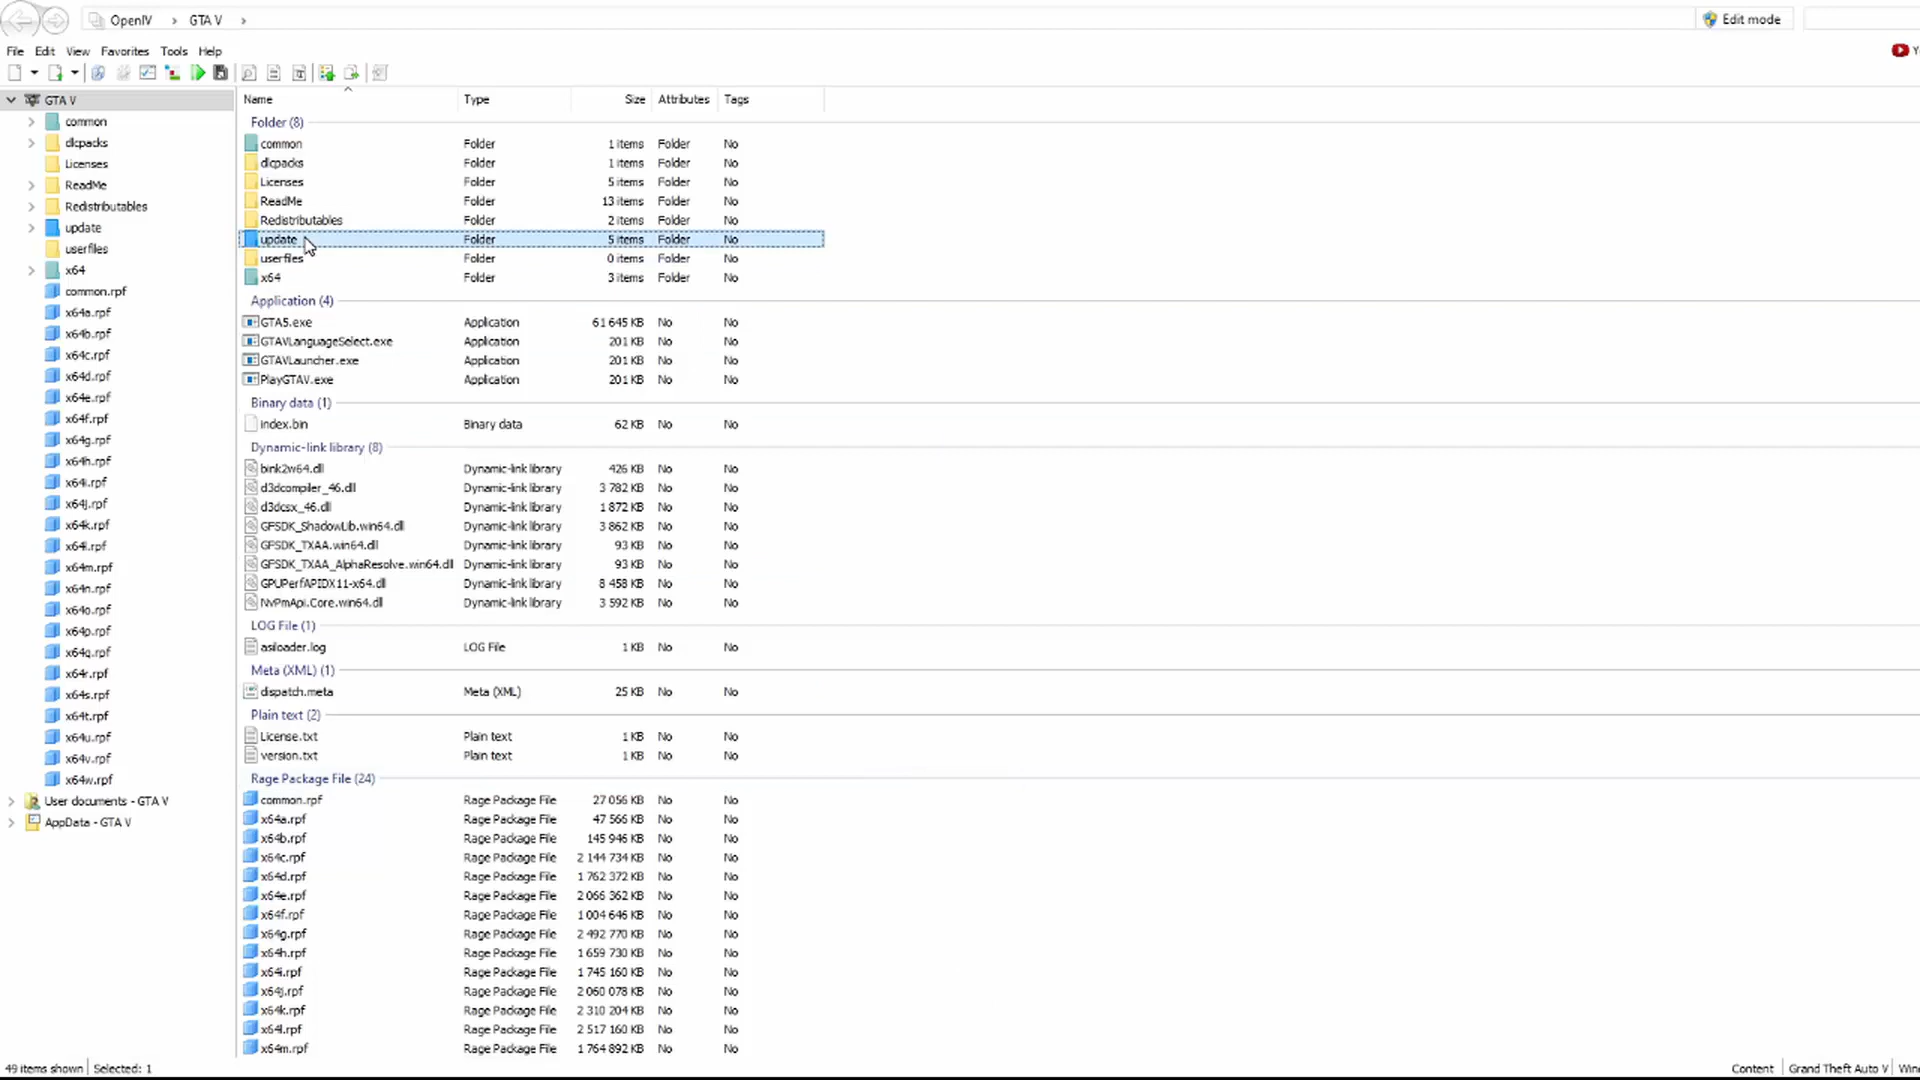 OpenIV > GTA V >
Edit mode
File Edit View Favorites Tools Help
GTA V
common
dlcpacks
Licenses
ReadMe
Redistributables
update
userfiles
x64
common.rpf
x64a.rpf
x64b.rpf
x64c.rpf
x64d.rpf
x64e.rpf
x64f.rpf
x64g.rpf
x64h.rpf
x64i.rpf
x64j.rpf
x64k.rpf
x64l.rpf
x64m.rpf
x64n.rpf
x64o.rpf
x64p.rpf
x64q.rpf
x64r.rpf
x64s.rpf
x64t.rpf
x64u.rpf
x64v.rpf
x64w.rpf
User documents - GTA V
AppData - GTA V
Name Type Size Attributes Tags
Folder (8)
common Folder 1 items Folder No
dlcpacks Folder 1 items Folder No
Licenses Folder 5 items Folder No
ReadMe Folder 13 items Folder No
Redistributables Folder 2 items Folder No
update Folder 5 items Folder No
userfiles Folder 0 items Folder No
x64 Folder 3 items Folder No
Application (4)
GTA5.exe Application 61 645 KB No No
GTAVLanguageSelect.exe Application 201 KB No No
GTAVLauncher.exe Application 201 KB No No
PlayGTAV.exe Application 201 KB No No
Binary data (1)
index.bin Binary data 62 KB No No
Dynamic-link library (8)
bink2w64.dll Dynamic-link library 426 KB No No
d3dcompiler_46.dll Dynamic-link library 3 782 KB No No
d3dcsx_46.dll Dynamic-link library 1 872 KB No No
GFSDK_ShadowLib.win64.dll Dynamic-link library 3 862 KB No No
GFSDK_TXAA.win64.dll Dynamic-link library 93 KB No No
GFSDK_TXAA_AlphaResolve.win64.dll Dynamic-link library 93 KB No No
GPUPerfAPIDX11-x64.dll Dynamic-link library 8 458 KB No No
NvPmApi.Core.win64.dll Dynamic-link library 3 592 KB No No
LOG File (1)
asiloader.log LOG File 1 KB No No
Meta (XML) (1)
dispatch.meta Meta (XML) 25 KB No No
Plain text (2)
License.txt Plain text 1 KB No No
version.txt Plain text 1 KB No No
Rage Package File (24)
common.rpf Rage Package File 27 056 KB No No
x64a.rpf Rage Package File 47 566 KB No No
x64b.rpf Rage Package File 145 946 KB No No
x64c.rpf Rage Package File 2 144 734 KB No No
x64d.rpf Rage Package File 1 762 372 KB No No
x64e.rpf Rage Package File 2 066 362 KB No No
x64f.rpf Rage Package File 1 004 646 KB No No
x64g.rpf Rage Package File 2 492 770 KB No No
x64h.rpf Rage Package File 1 659 730 KB No No
x64i.rpf Rage Package File 1 745 160 KB No No
x64j.rpf Rage Package File 2 060 078 KB No No
x64k.rpf Rage Package File 2 310 204 KB No No
x64l.rpf Rage Package File 2 517 160 KB No No
x64m.rpf Rage Package File 1 764 892 KB No No
49 items shown Selected: 1 Content Grand Theft Auto V